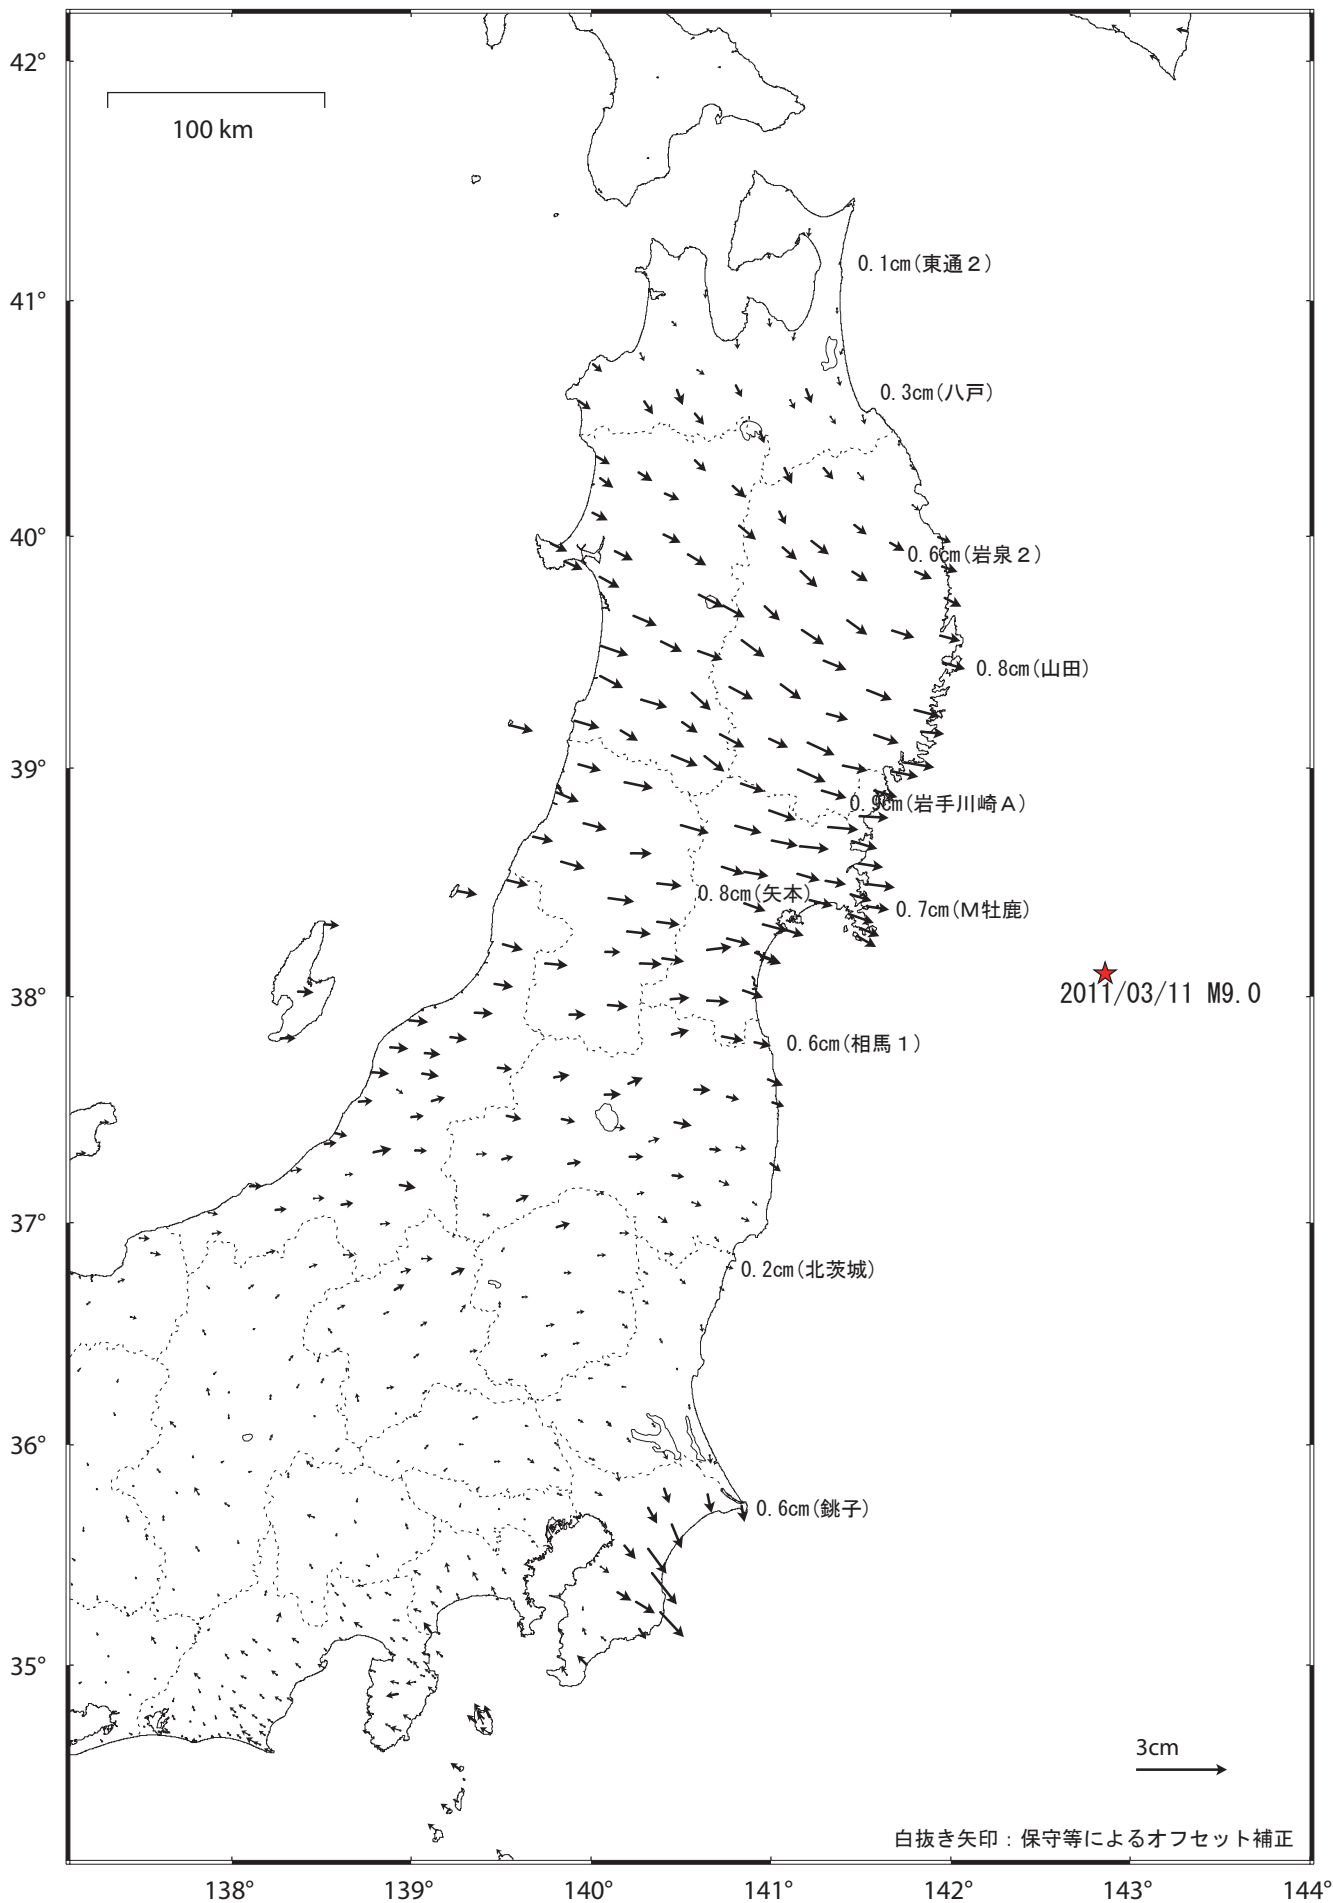 42°
100 km
0.1cm(東通２)
41°
0.3cm(八戸)
40°
0.6cm(岩泉２)
0.8cm(山田)
39°
0.9cm(岩手川崎Ａ)
0.8cm(矢本)
0.7cm(Ｍ牡鹿)
38°
2011/03/11 M9.0
0.6cm(相馬１)
37°
0.2cm(北茨城)
36°
0.6cm(銚子)
35°
3cm
白抜き矢印：保守等によるオフセット補正
138° 139° 140° 141° 142° 143° 144°